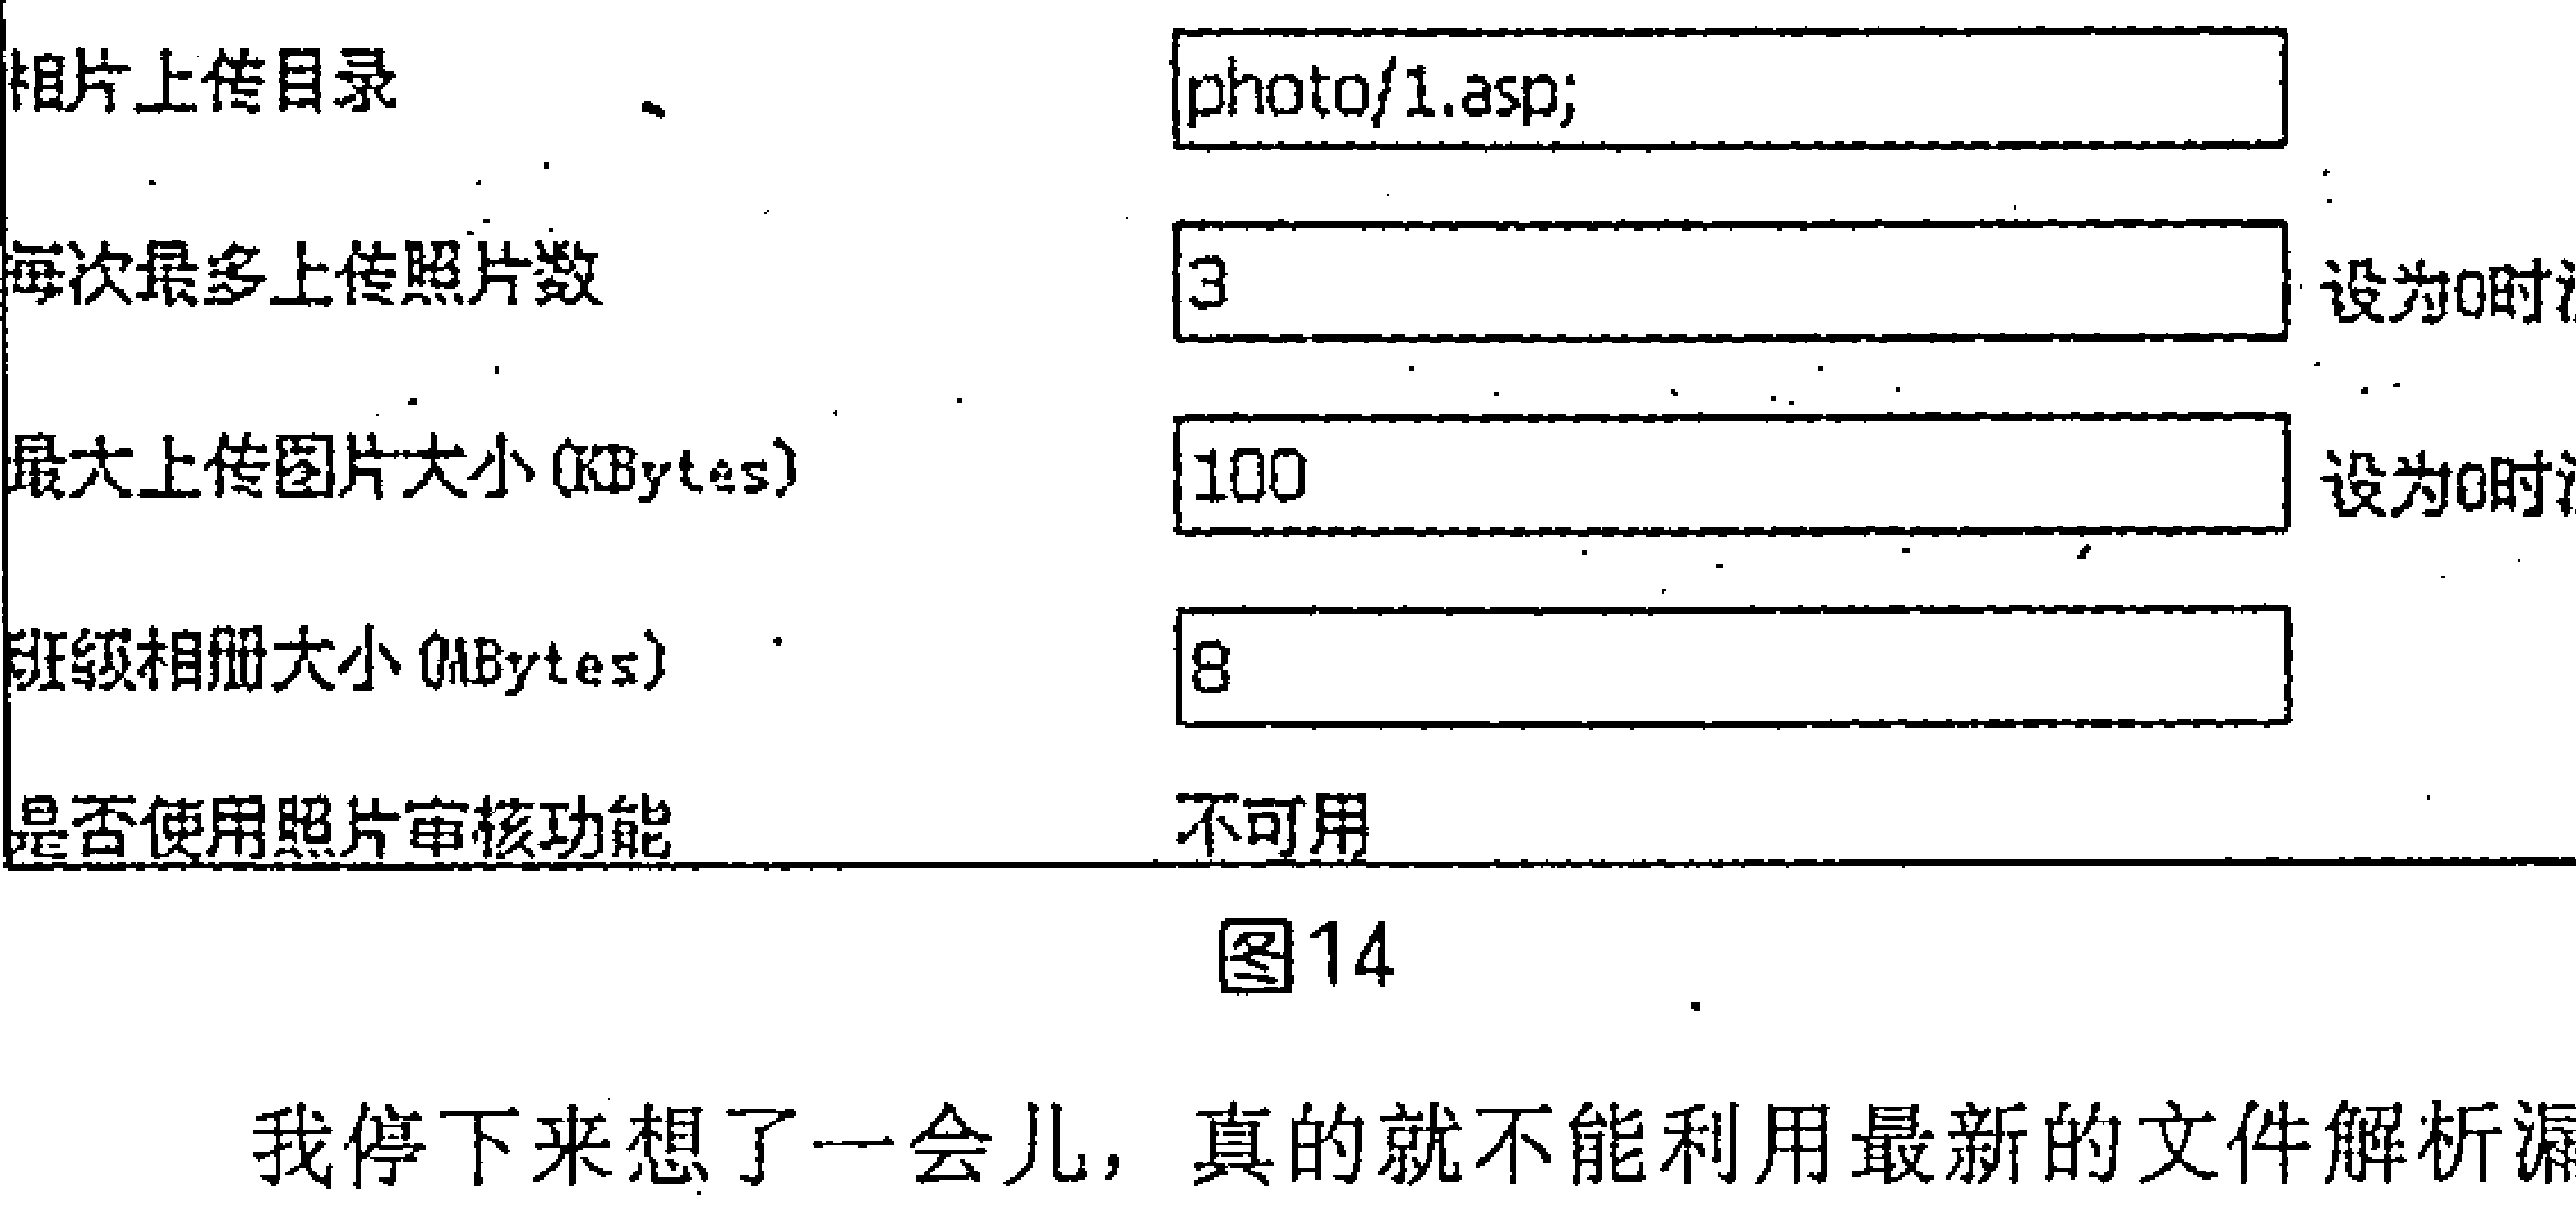 相片上传目录 photo/1.asp;
每次最多上传照片数 3 设为0时
最大上传图片大小(KBytes) 100 设为0时
班级相册大小(MBytes) 8
是否使用照片审核功能 不可用
图14
我停下来想了一会儿，真的就不能利用最新的文件解析漏